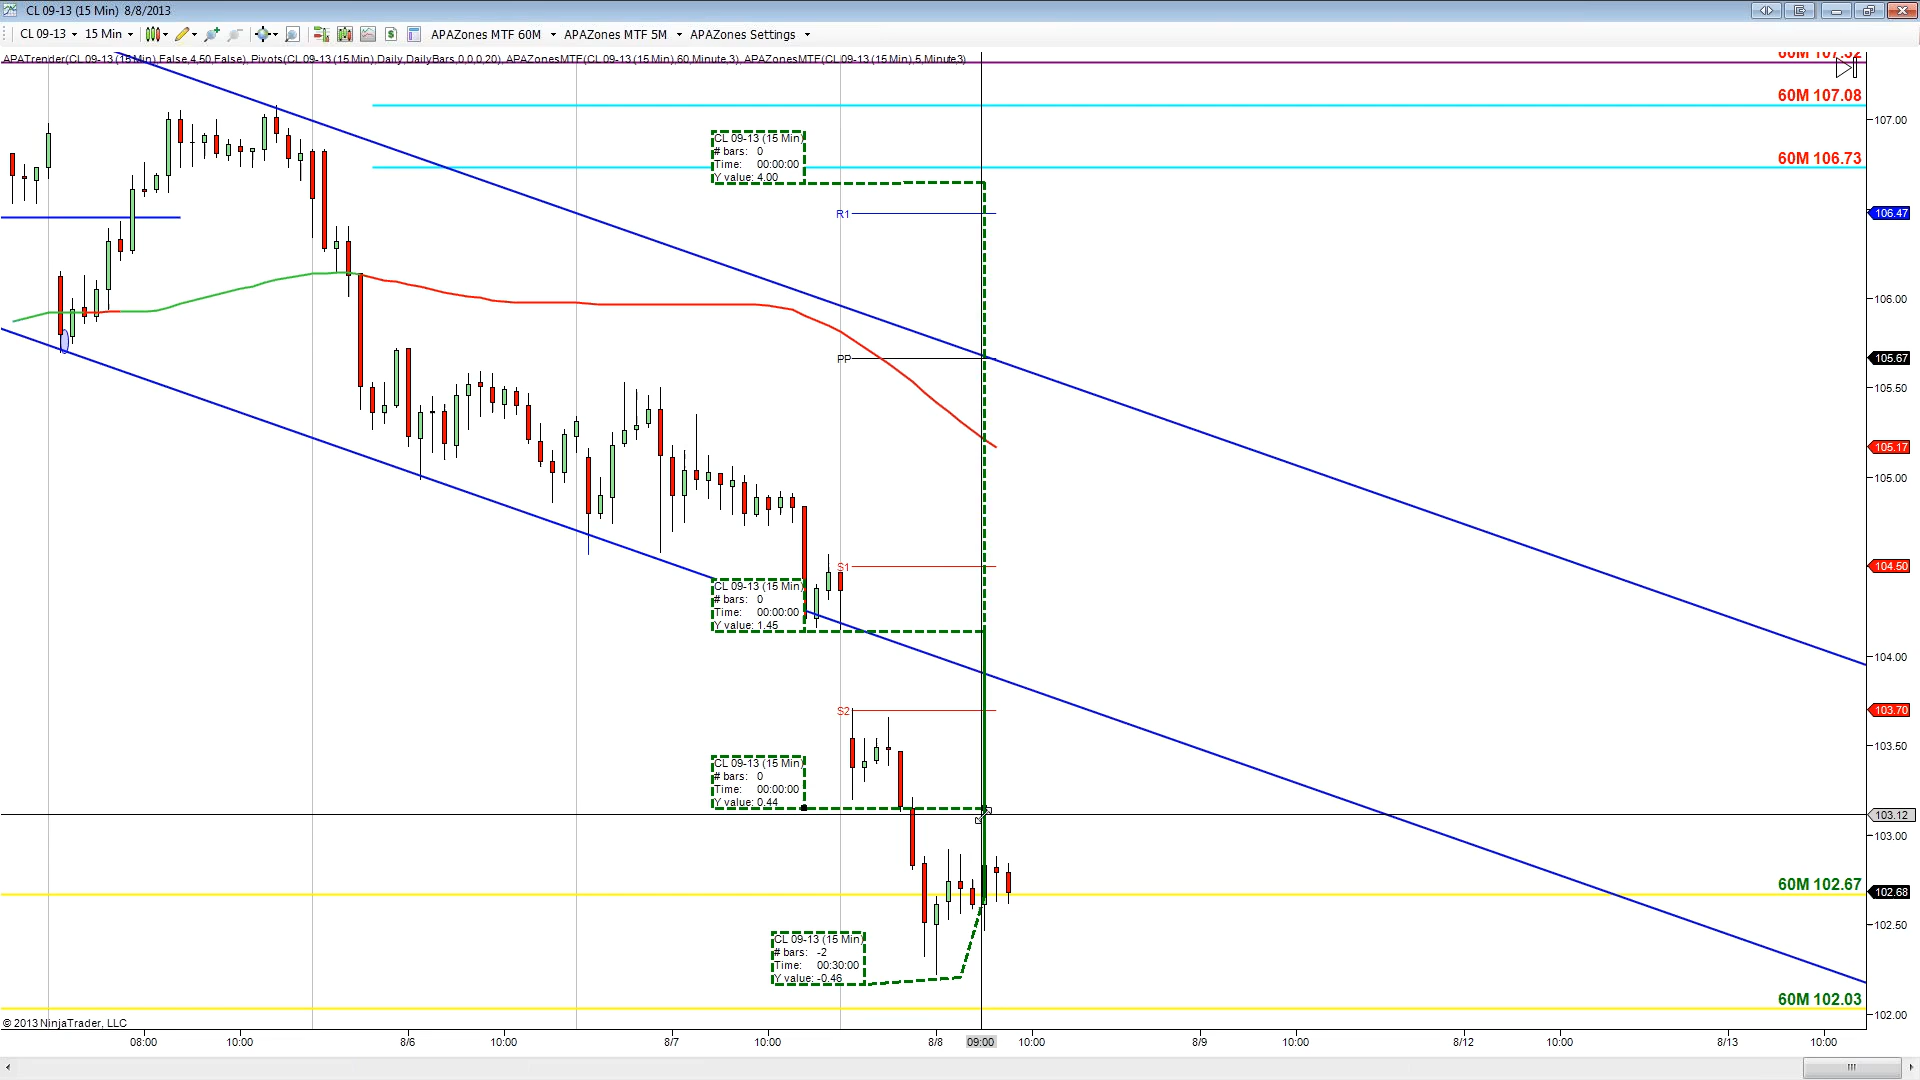 CL 09-13 (15 Min) 8/8/2013
CL 09-13 15 Min APAZones MTF 60M APAZones MTF 5M APAZones Settings
APATrender(CL 09-13 (15 Min),False,4,50,False), Pivots(CL 09-13 (15 Min),Daily,DailyBars,0,0,0,20), APAZonesMTF(CL 09-13 (15 Min),60,Minute,3), APAZonesMTF(CL 09-13 (15 Min),5,Minute,3)
60M 107.32
60M 107.08
107.00
CL 09-13 (15 Min)
# bars: 0
Time: 00:00:00
Y value: 4.00
60M 106.73
R1
106.47
106.00
PP
105.67
105.50
105.17
105.00
S1
104.50
CL 09-13 (15 Min)
# bars: 0
Time: 00:00:00
Y value: 1.45
104.00
S2
103.70
103.50
CL 09-13 (15 Min)
# bars: 0
Time: 00:00:00
Y value: 0.44
103.12
103.00
60M 102.67
102.68
102.50
CL 09-13 (15 Min)
# bars: -2
Time: 00:30:00
Y value: -0.46
60M 102.03
102.00
© 2013 NinjaTrader, LLC
08:00 10:00 8/6 10:00 8/7 10:00 8/8 09:00 10:00 8/9 10:00 8/12 10:00 8/13 10:00